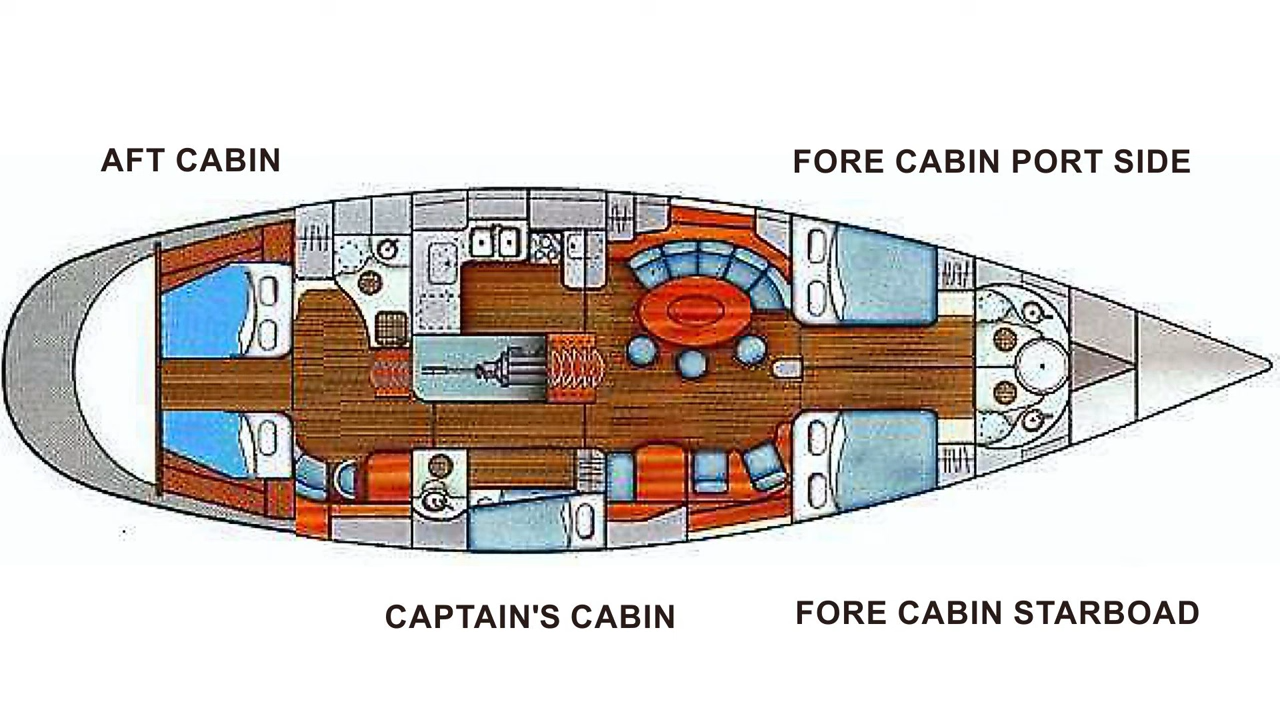 AFT CABIN
FORE CABIN PORT SIDE
CAPTAIN'S CABIN
FORE CABIN STARBOAD